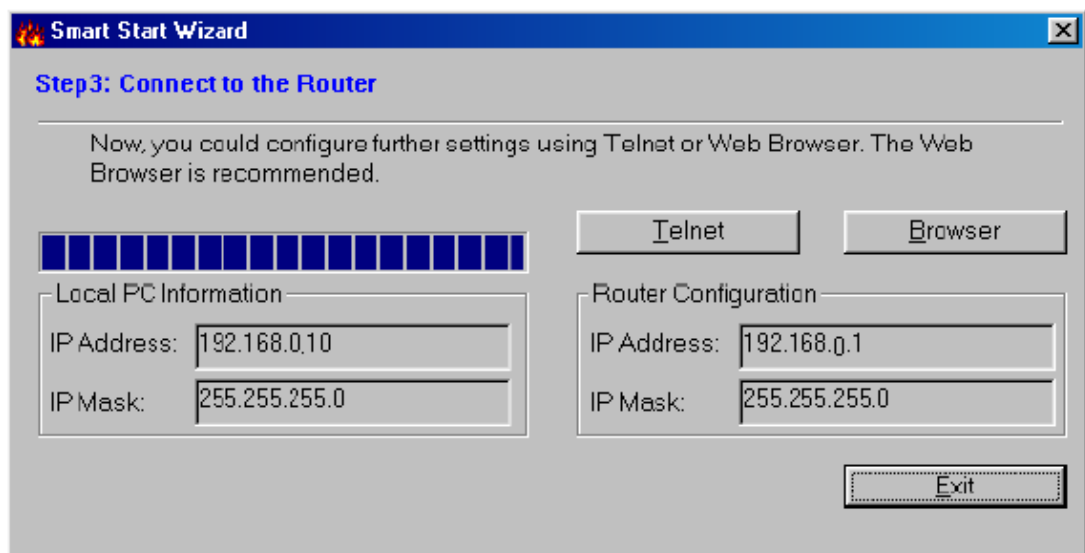 Smart Start Wizard
Step3: Connect to the Router
Now, you could configure further settings using Telnet or Web Browser. The Web
Browser is recommended.
Telnet
Browser
Local PC Information
IP Address: 192.168.0.10
IP Mask: 255.255.255.0
Router Configuration
IP Address: 192.168.0.1
IP Mask: 255.255.255.0
Exit